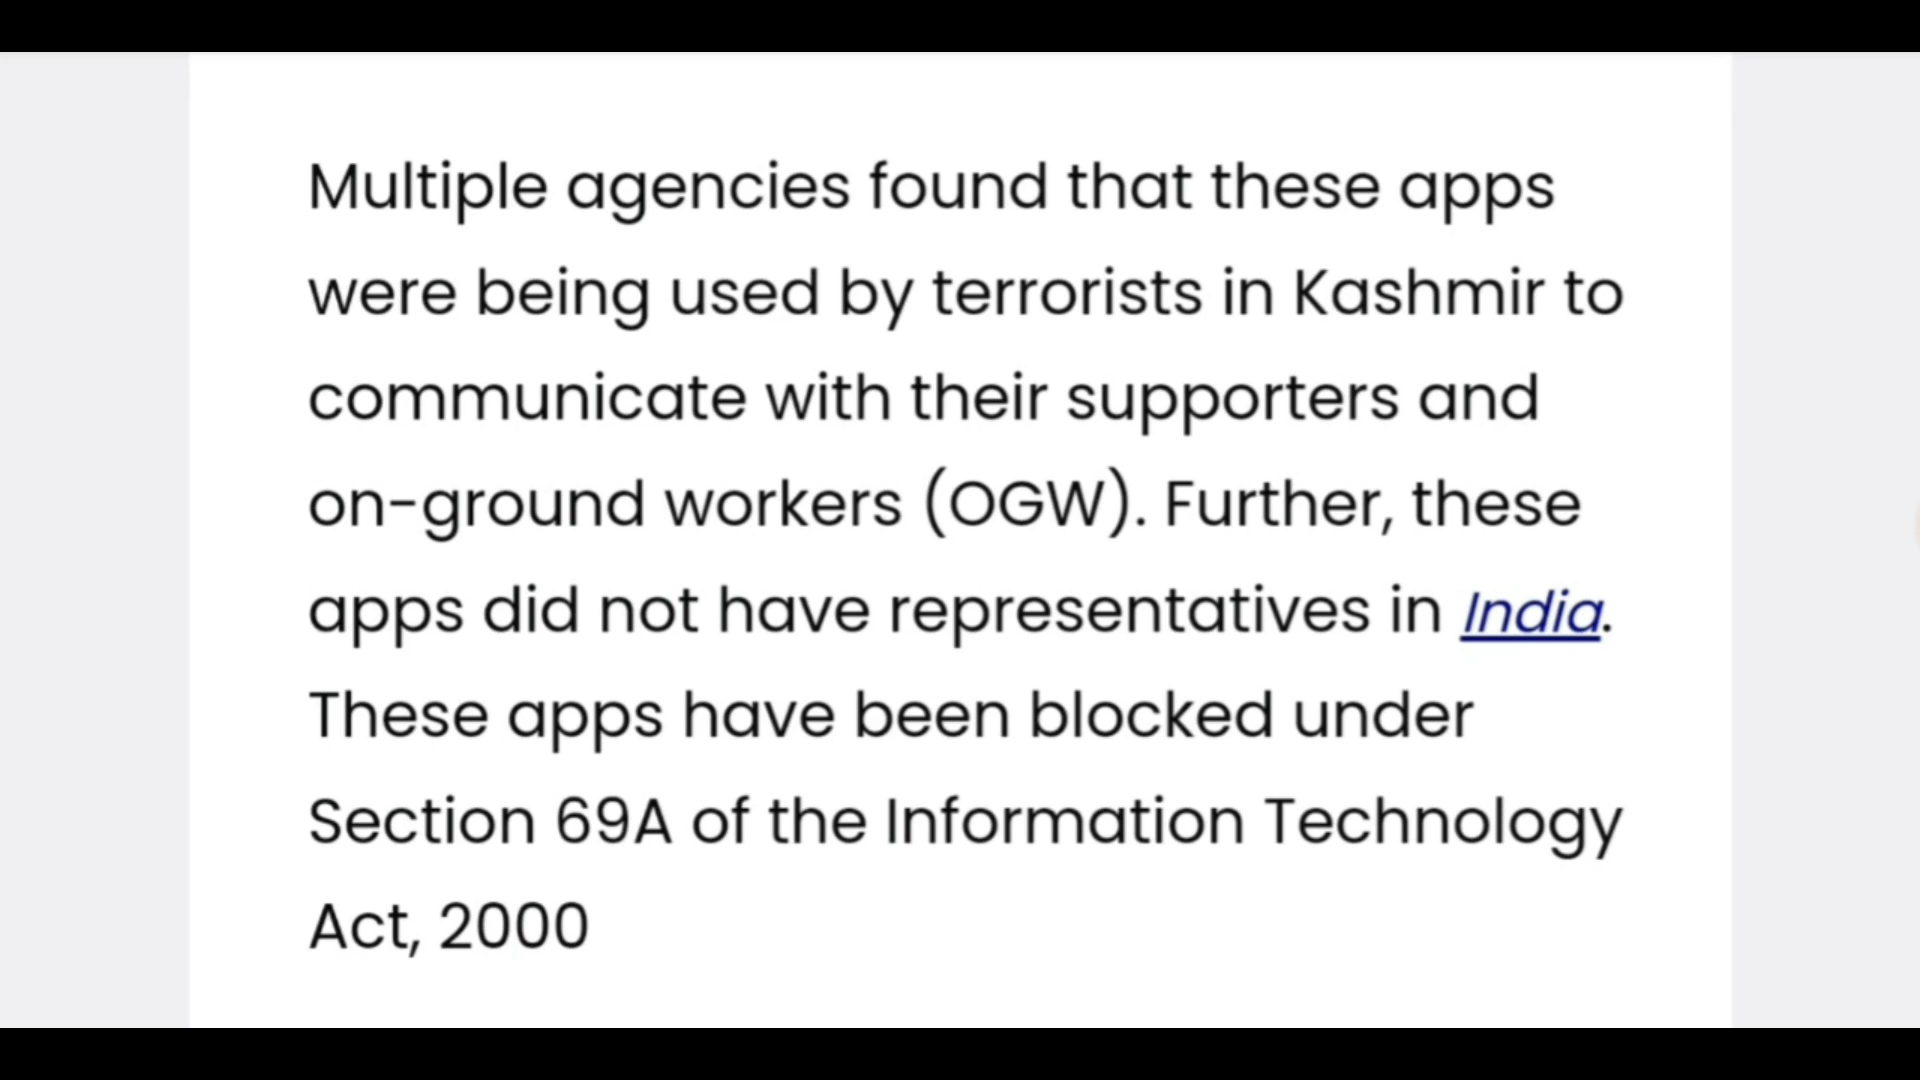 Multiple agencies found that these apps
were being used by terrorists in Kashmir to
communicate with their supporters and
on-ground workers (OGW). Further, these
apps did not have representatives in India.
These apps have been blocked under
Section 69A of the Information Technology
Act, 2000